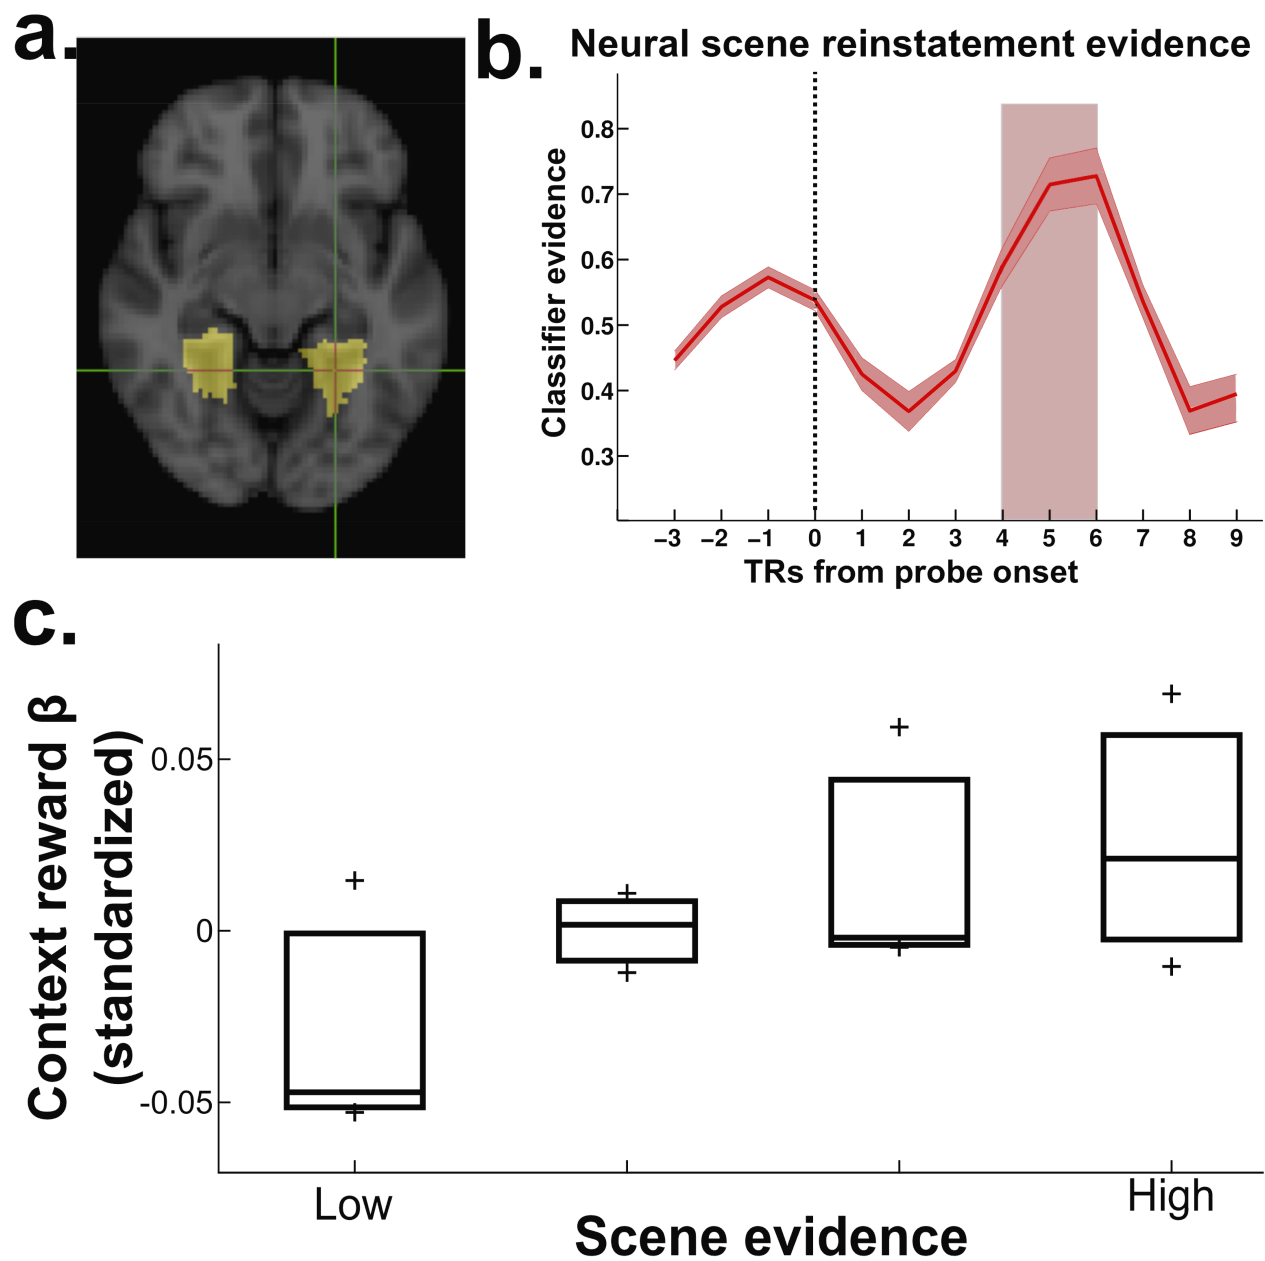 a.
b.
Neural scene reinstatement evidence
Classifier evidence
0.8
0.7
0.6
0.5
0.4
0.3
−3 −2 −1 0 1 2 3 4 5 6 7 8 9
TRs from probe onset
c.
Context reward β
(standardized)
0.05
0
-0.05
Low
High
Scene evidence